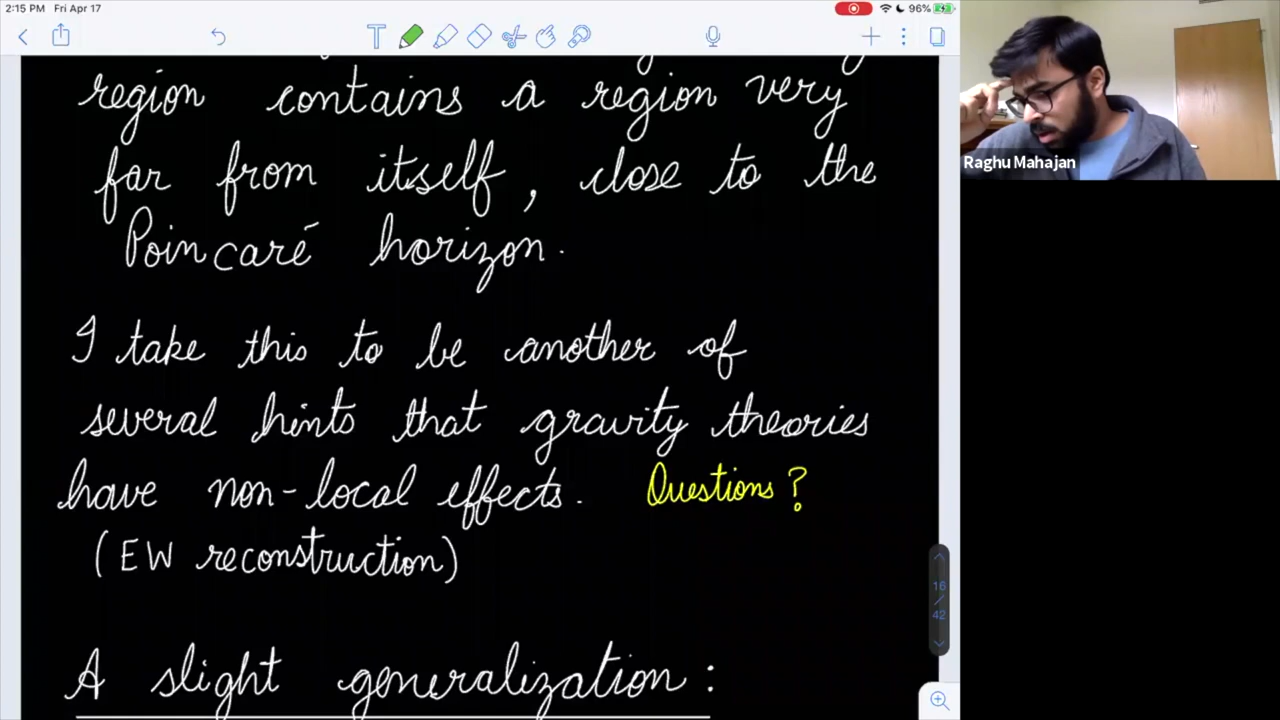 2:15 PM Fri Apr 17
96%
region contains a region very
far from itself, close to the
Poincaré horizon.
Raghu Mahajan
I take this to be another of
several hints that gravity theories
have non-local effects. Questions?
(EW reconstruction)
16
/
42
A slight generalization: